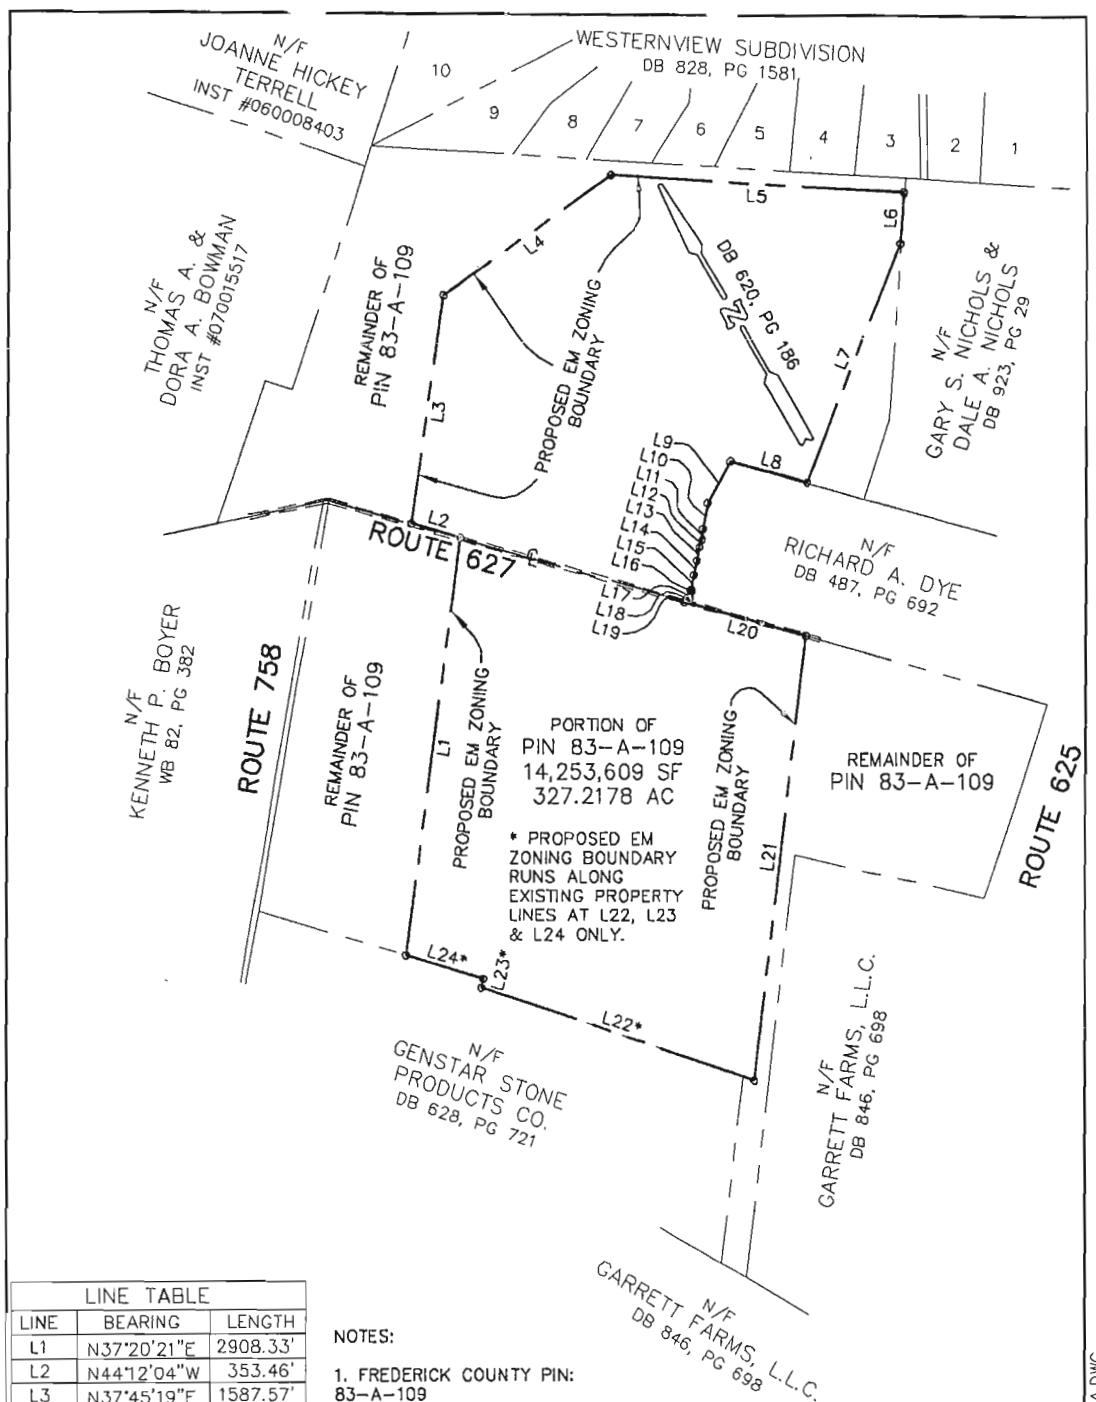 WESTERNVIEW SUBDIVISION
DB 828, PG 1581
N/F
JOANNE HICKEY
TERRELL
INST #060008403
10
9
8
7
6
5
4
3
2
1
L5
L6
L4
DB 620, PG 186
N
N/F
THOMAS A. &
DORA A. BOWMAN
INST #070015517
REMAINDER OF
PIN 83-A-109
PROPOSED EM ZONING
BOUNDARY
L7
N/F
GARY S. NICHOLS &
DALE A. NICHOLS
DB 923, PG 29
L3
L9
L8
L10
L11
L12
L13
L14
L15
L16
L17
L18
L19
L2
ROUTE 627
L20
N/F
RICHARD A. DYE
DB 487, PG 692
N/F
KENNETH P. BOYER
WB 82, PG 382
ROUTE 758
REMAINDER OF
PIN 83-A-109
L1
PROPOSED EM ZONING
BOUNDARY
PORTION OF
PIN 83-A-109
14,253,609 SF
327.2178 AC
* PROPOSED EM
ZONING BOUNDARY
RUNS ALONG
EXISTING PROPERTY
LINES AT L22, L23
& L24 ONLY.
PROPOSED EM ZONING
BOUNDARY
L21
REMAINDER OF
PIN 83-A-109
ROUTE 625
L24*
L23*
L22*
N/F
GENSTAR STONE
PRODUCTS CO.
DB 628, PG 721
N/F
GARRETT FARMS, L.L.C.
DB 846, PG 698
N/F
GARRETT FARMS, L.L.C.
DB 846, PG 698
LINE TABLE
LINE BEARING LENGTH
L1 N37°20'21"E 2908.33'
L2 N44°12'04"W 353.46'
L3 N37°45'19"E 1587.57'
NOTES:
1. FREDERICK COUNTY PIN:
83-A-109
A.DWG